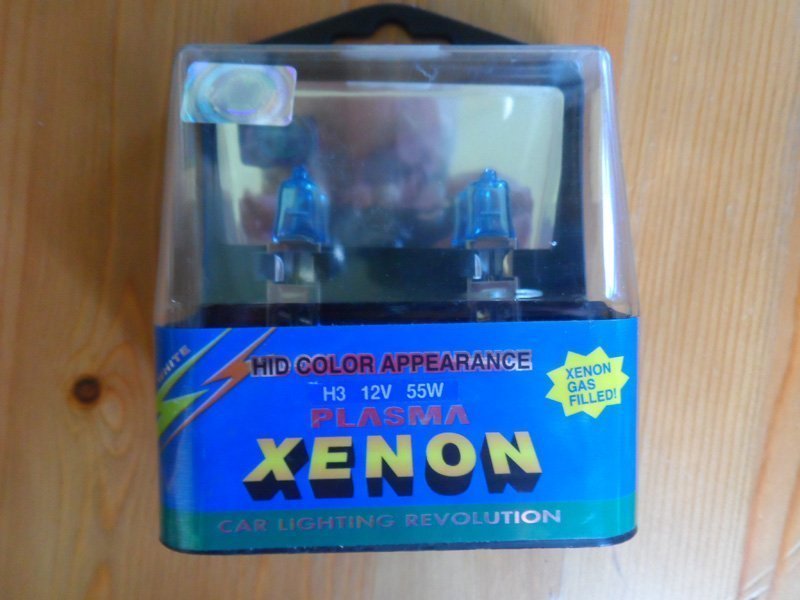 HID COLOR APPEARANCE
H3 12V 55W
PLASMA
XENON
CAR LIGHTING REVOLUTION
XENON
GAS
FILLED!